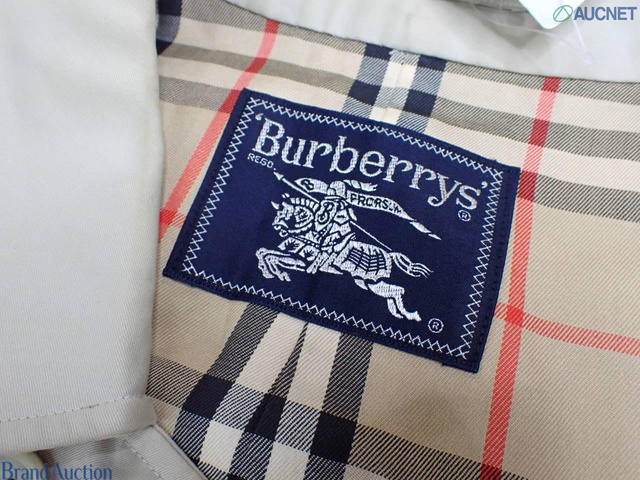 AUCNET
'Burberrys'
REGD.
PRORSUM
®
®
Brand Auction